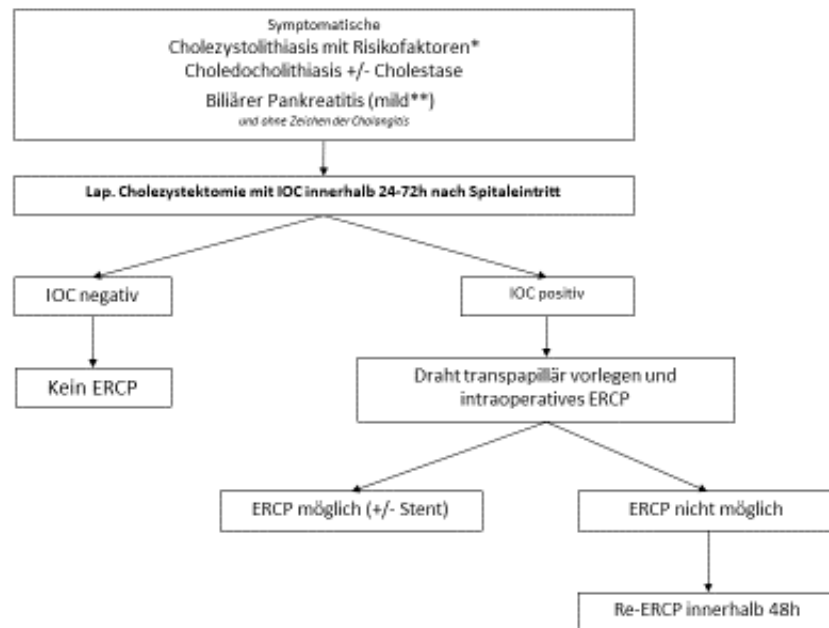 Symptomatische
Cholezystolithiasis mit Risikofaktoren*
Choledocholithiasis +/- Cholestase
Biliärer Pankreatitis (mild**)
und ohne Zeichen der Cholangitis
Lap. Cholezystektomie mit IOC innerhalb 24-72h nach Spitaleintritt
IOC negativ
IOC positiv
Kein ERCP
Draht transpapillär vorlegen und
intraoperatives ERCP
ERCP möglich (+/- Stent)
ERCP nicht möglich
Re-ERCP innerhalb 48h